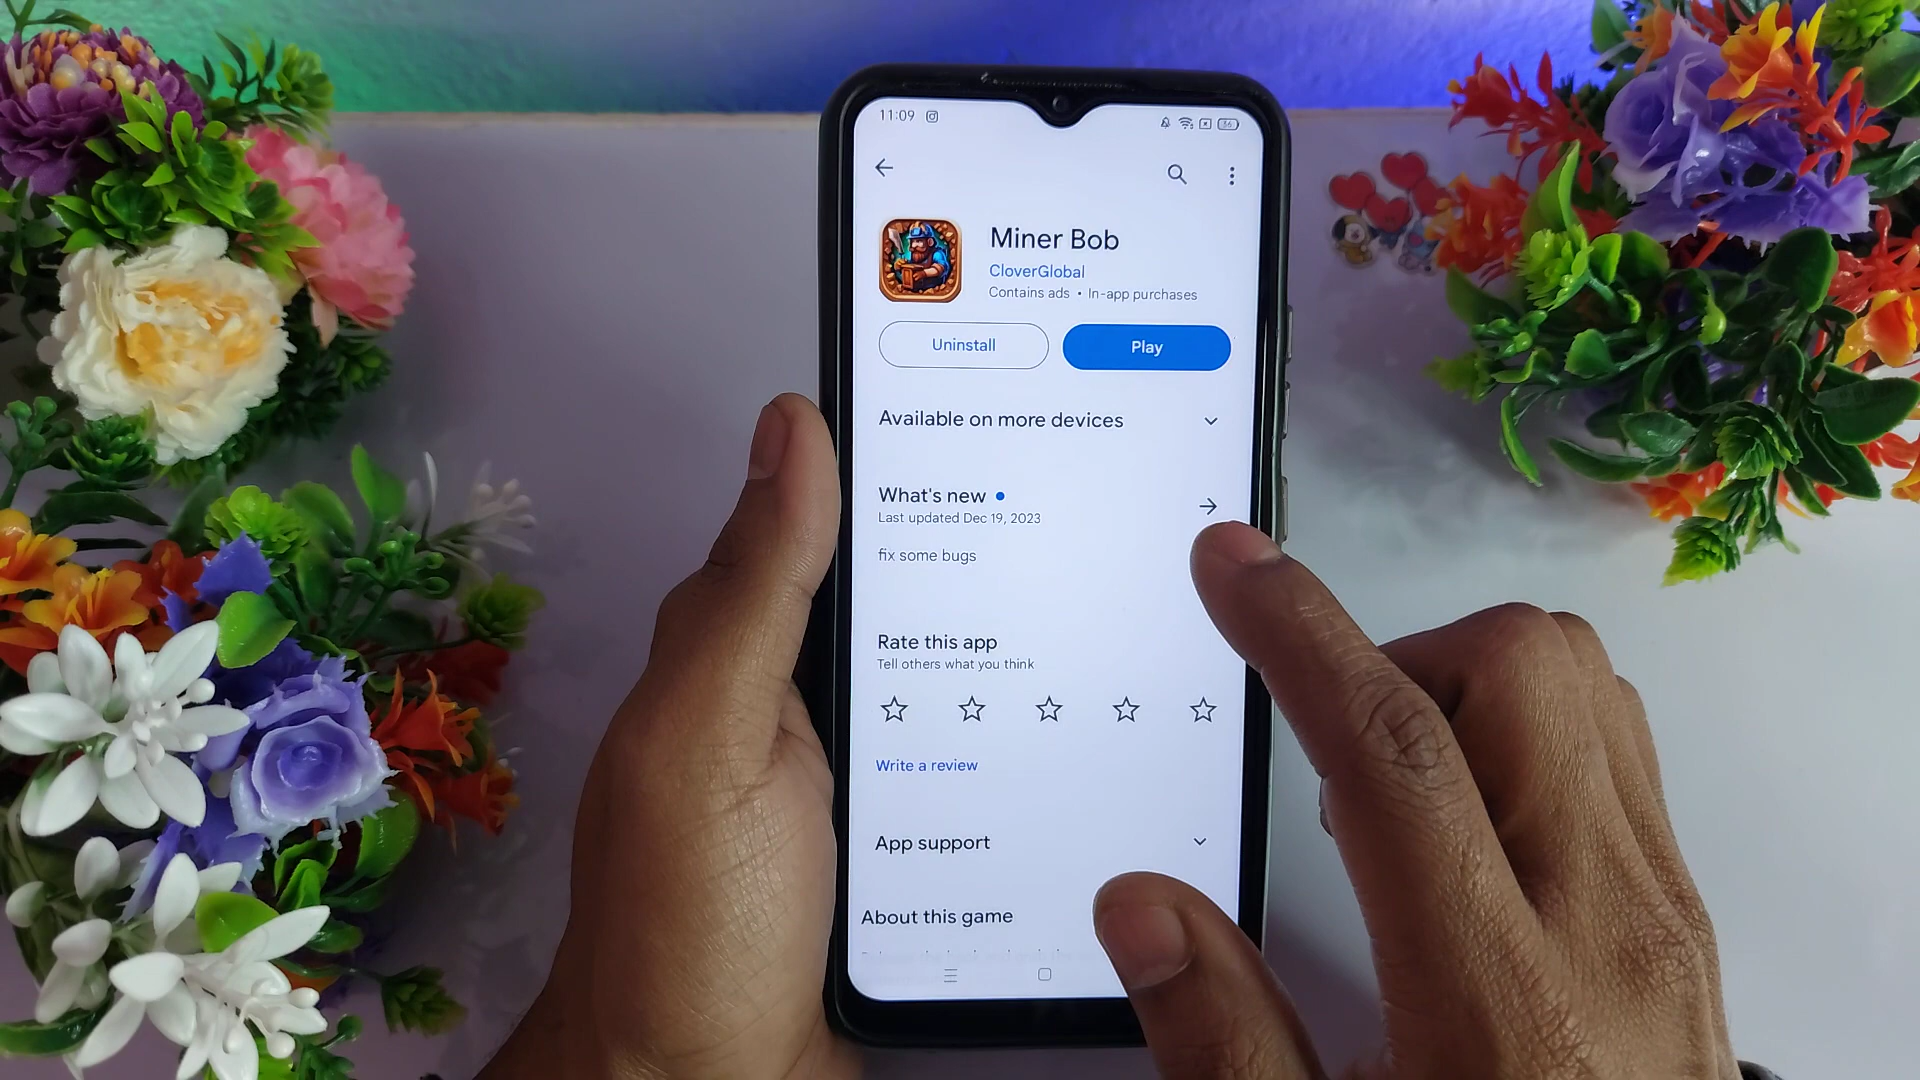 11:09
36
Miner Bob
CloverGlobal
Contains ads • In-app purchases
Uninstall
Play
Available on more devices
What's new
Last updated Dec 19, 2023
fix some bugs
Rate this app
Tell others what you think
Write a review
App support
About this game